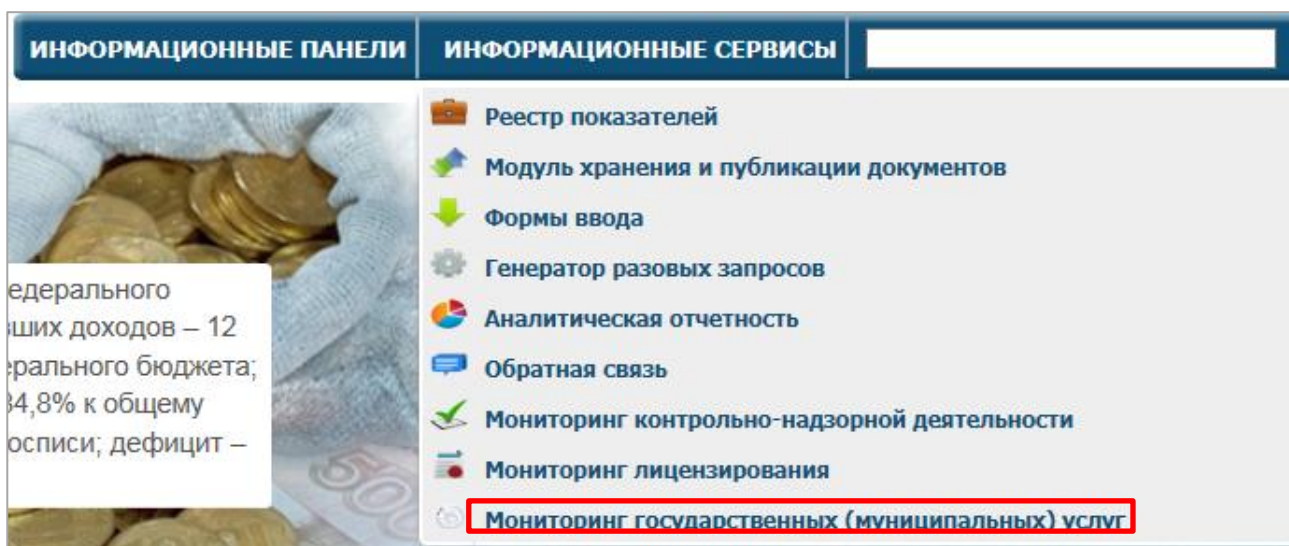 ИНФОРМАЦИОННЫЕ ПАНЕЛИ
ИНФОРМАЦИОННЫЕ СЕРВИСЫ
Реестр показателей
Модуль хранения и публикации документов
Формы ввода
Генератор разовых запросов
Аналитическая отчетность
Обратная связь
Мониторинг контрольно-надзорной деятельности
Мониторинг лицензирования
Мониторинг государственных (муниципальных) услуг
едерального
вших доходов – 12
ерального бюджета;
34,8% к общему
осписи; дефицит –
500